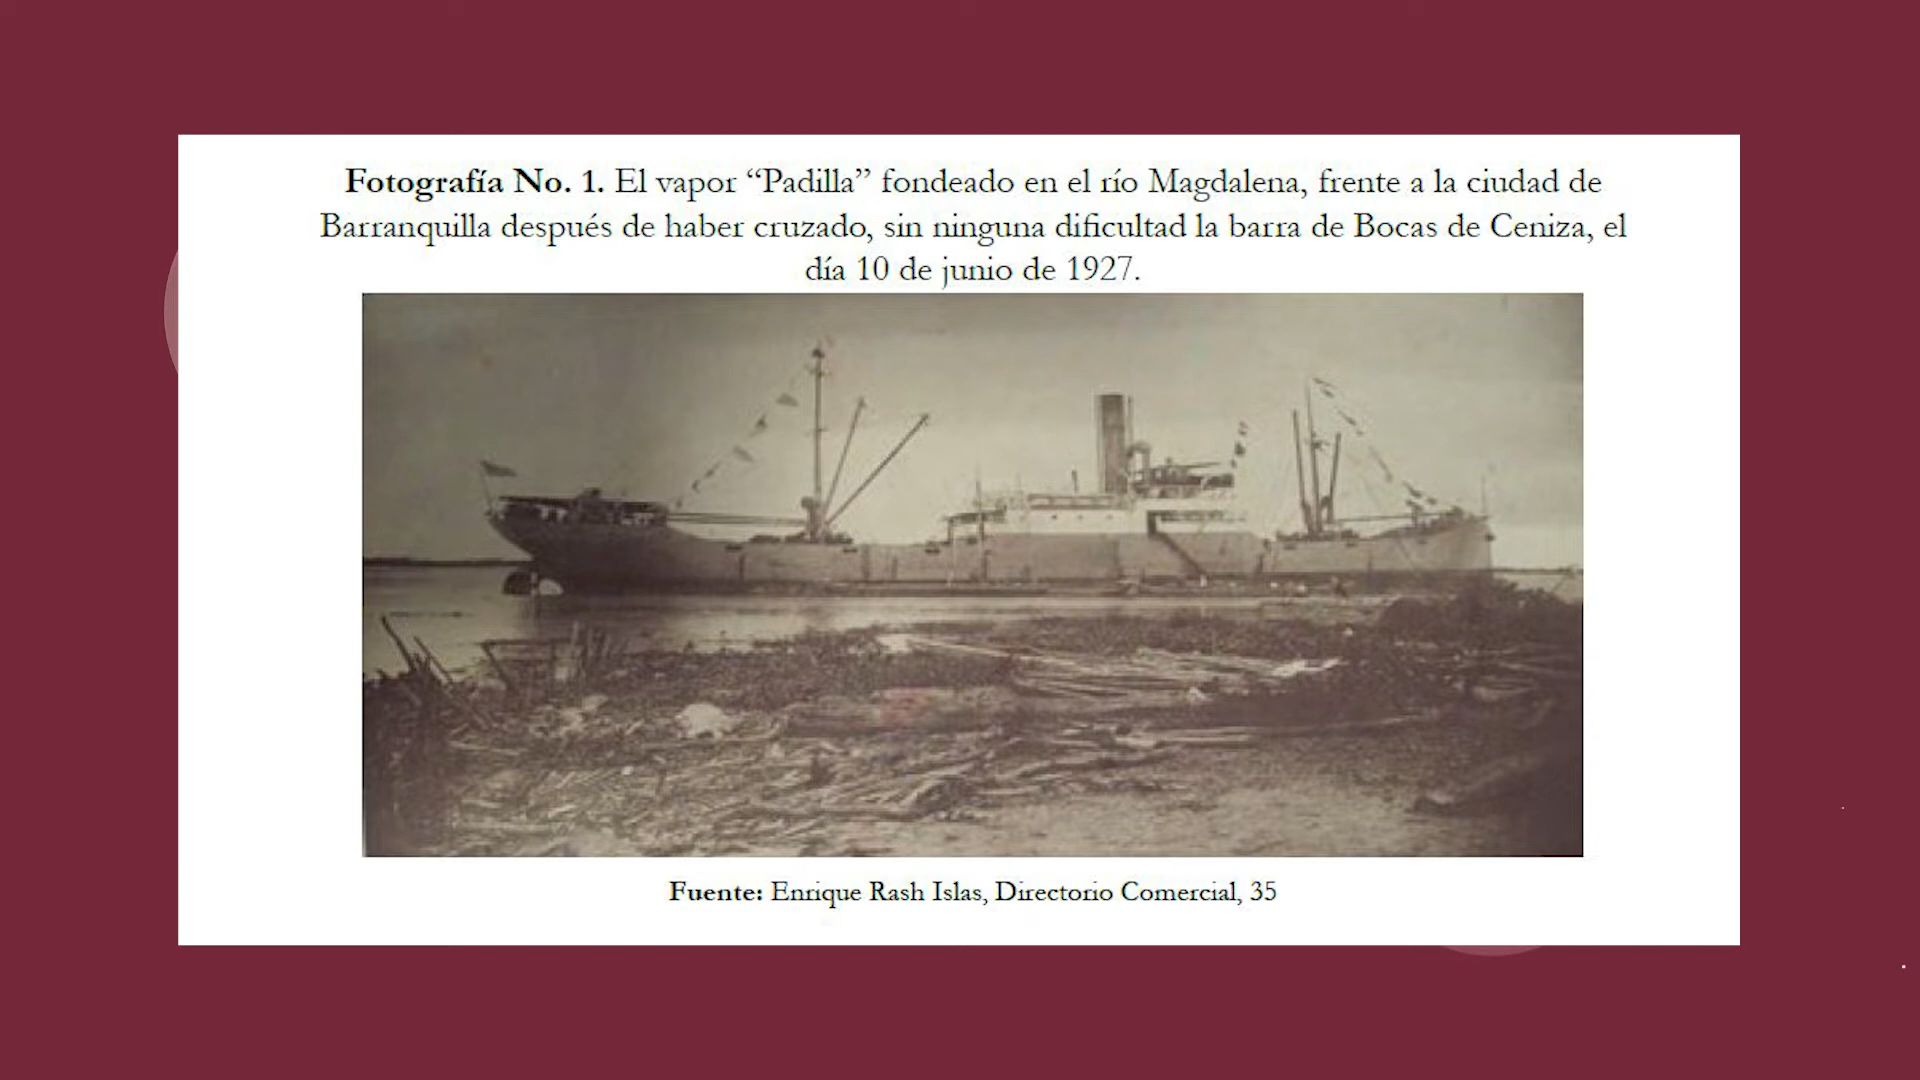 Fotografía No. 1. El vapor “Padilla” fondeado en el río Magdalena, frente a la ciudad de
Barranquilla después de haber cruzado, sin ninguna dificultad la barra de Bocas de Ceniza, el
día 10 de junio de 1927.
Fuente: Enrique Rash Islas, Directorio Comercial, 35